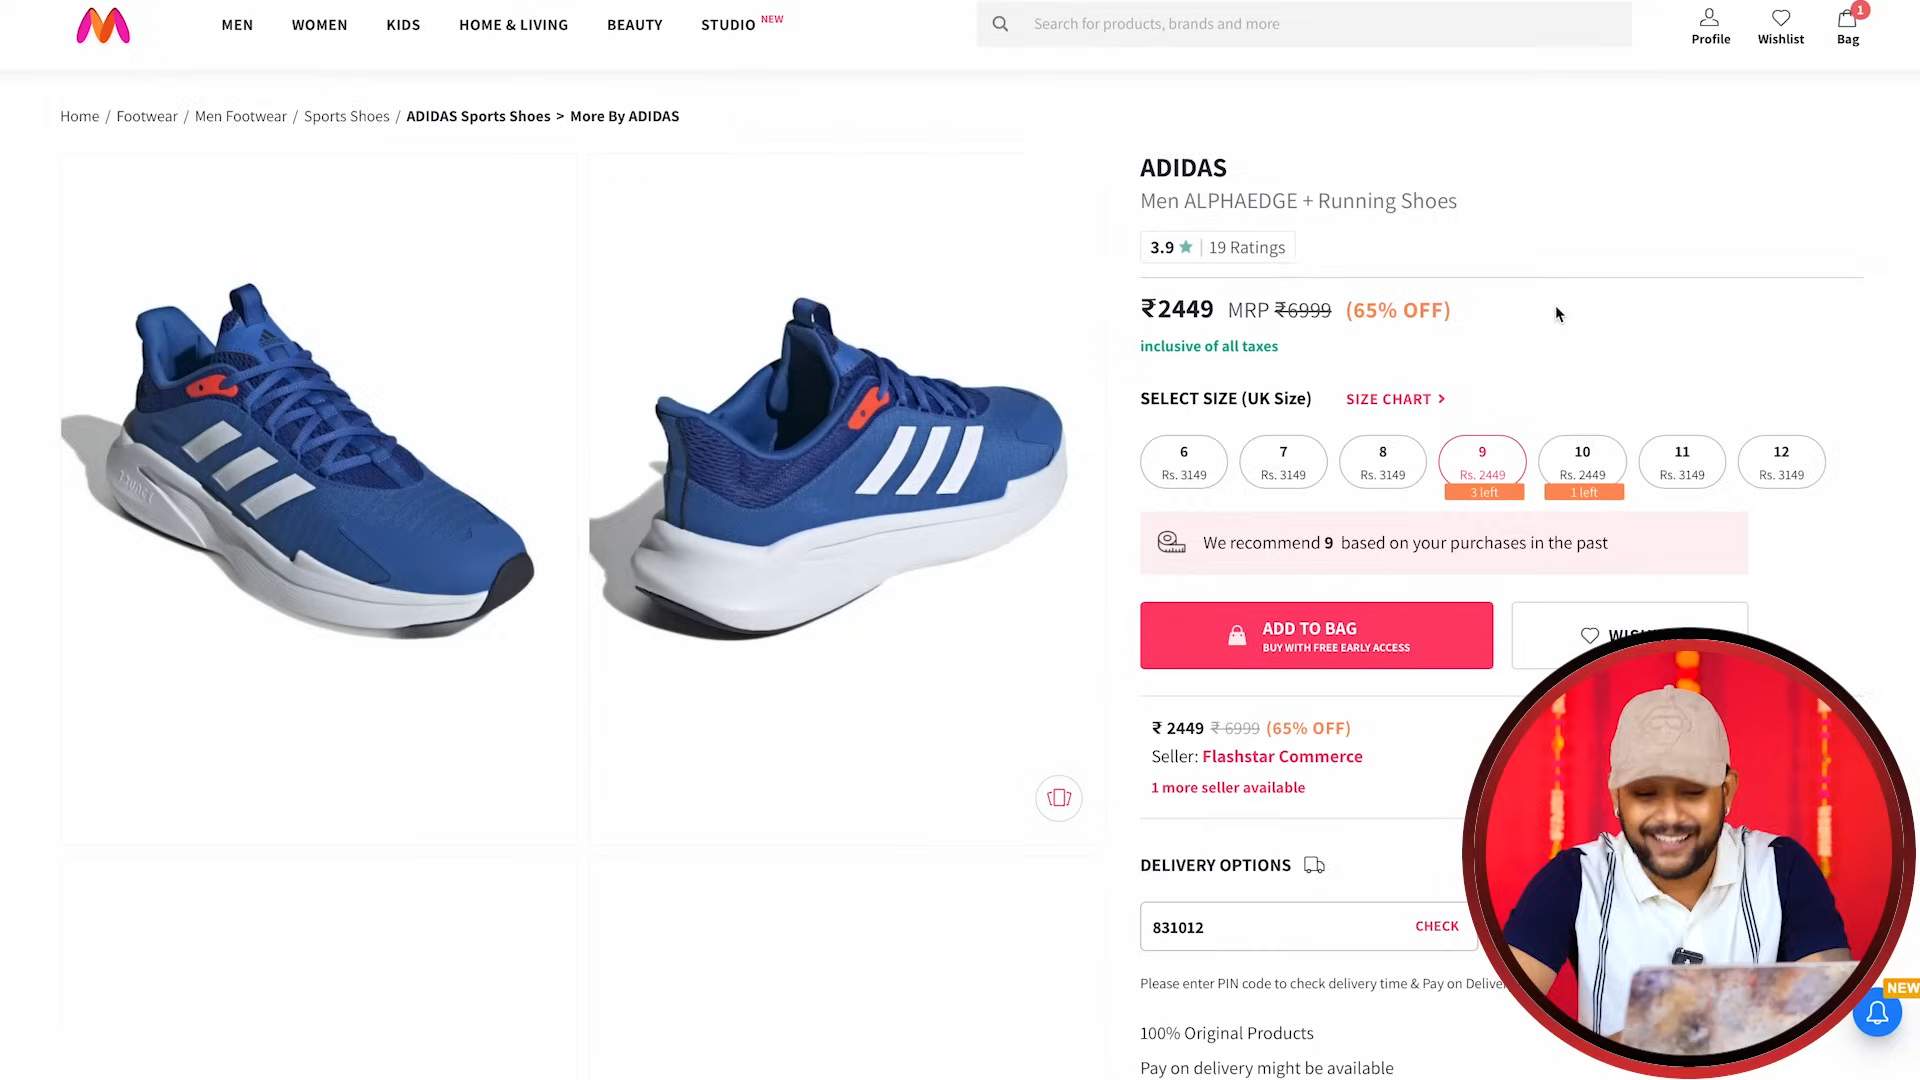 MEN WOMEN KIDS HOME & LIVING BEAUTY STUDIO NEW
Search for products, brands and more
Profile Wishlist Bag 1
Home / Footwear / Men Footwear / Sports Shoes / ADIDAS Sports Shoes > More By ADIDAS
ADIDAS
Men ALPHAEDGE + Running Shoes
3.9 ★ | 19 Ratings
₹2449 MRP ₹6999 (65% OFF)
inclusive of all taxes
SELECT SIZE (UK Size) SIZE CHART >
6 7 8 9 10 11 12
Rs. 3149 Rs. 3149 Rs. 3149 Rs. 2449 Rs. 2449 Rs. 3149 Rs. 3149
3 left 1 left
We recommend 9 based on your purchases in the past
ADD TO BAG
BUY WITH FREE EARLY ACCESS
₹ 2449 ₹ 6999 (65% OFF)
Seller: Flashstar Commerce
1 more seller available
DELIVERY OPTIONS
831012 CHECK
Please enter PIN code to check delivery time & Pay on
100% Original Products
Pay on delivery might be available
NEW